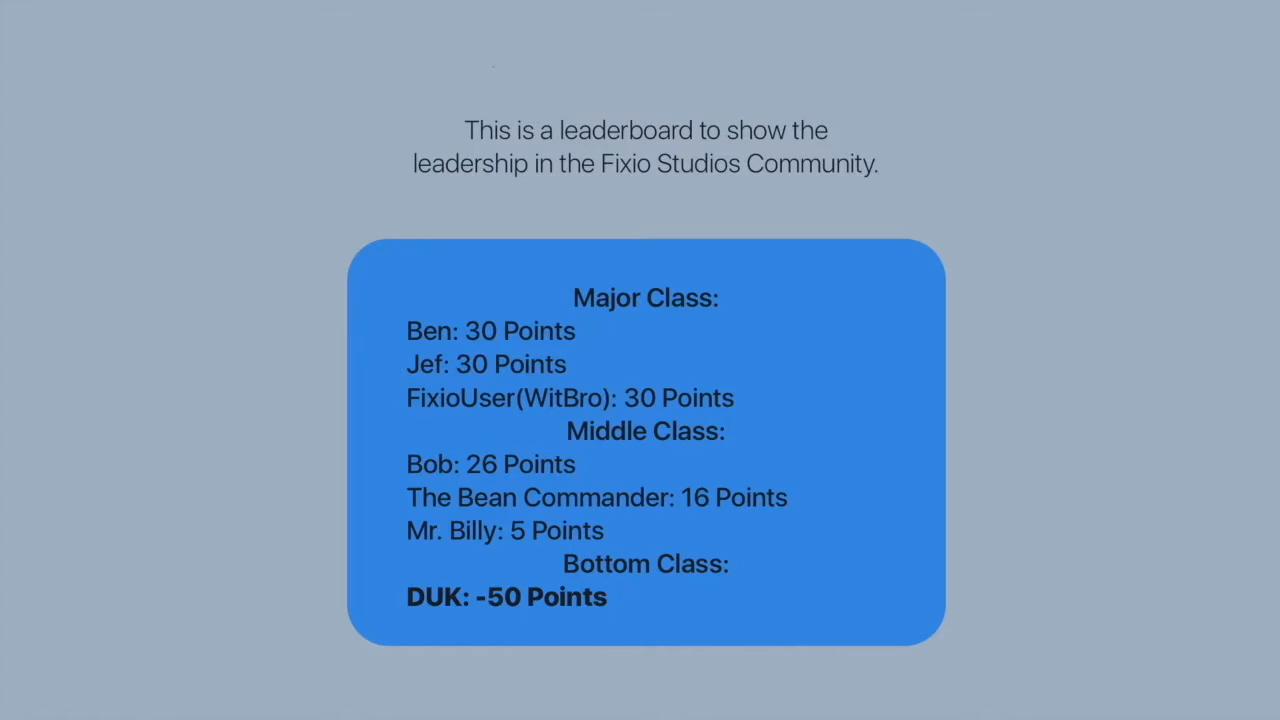 This is a leaderboard to show the
leadership in the Fixio Studios Community.
Major Class:
Ben: 30 Points
Jef: 30 Points
FixioUser(WitBro): 30 Points
Middle Class:
Bob: 26 Points
The Bean Commander: 16 Points
Mr. Billy: 5 Points
Bottom Class:
DUK: -50 Points